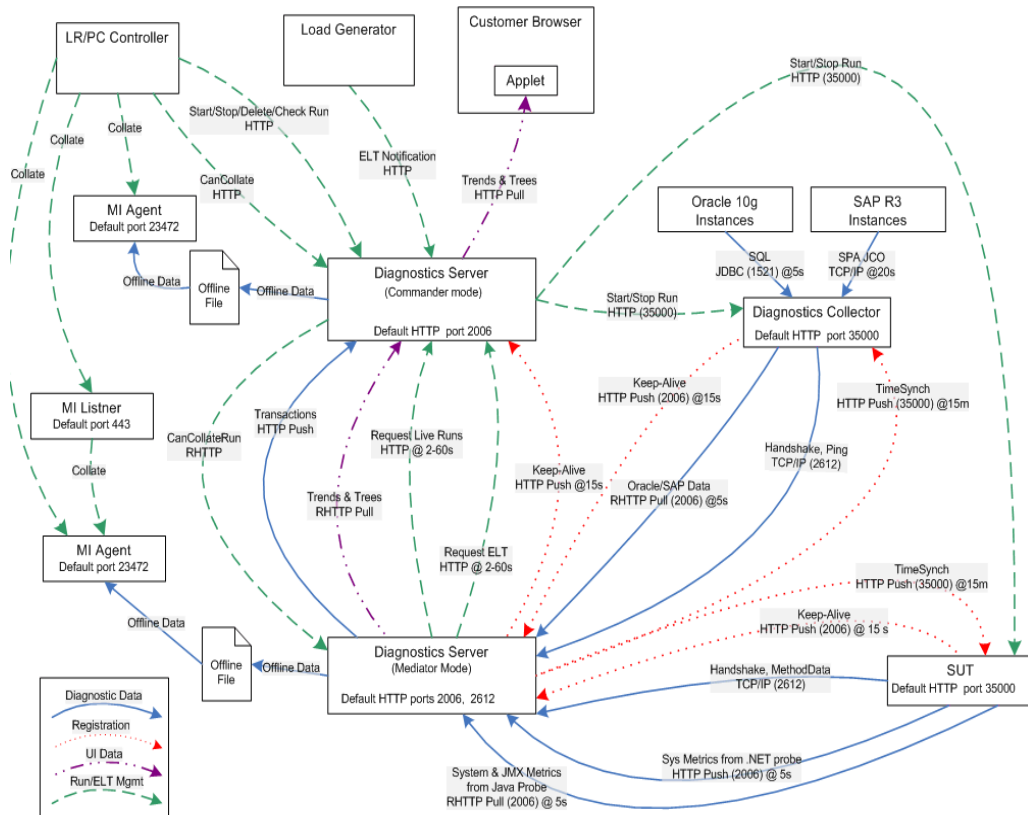 LR/PC Controller
Load Generator
Customer Browser
Applet
Start/Stop Run
HTTP (35000)
Start/Stop/Delete/Check Run
HTTP
Collate
Collate
Collate
ELT Notification
HTTP
CanCollate
HTTP
Trends & Trees
HTTP Pull
MI Agent
Default port 23472
Oracle 10g
Instances
SAP R3
Instances
SQL
JDBC (1521) @5s
SPA JCO
TCP/IP @20s
Offline Data
Offline
File
Offline Data
Diagnostics Server
(Commander mode)
Default HTTP port 2006
Start/Stop Run
HTTP (35000)
Diagnostics Collector
Default HTTP port 35000
Keep-Alive
HTTP Push (2006) @15s
TimeSynch
HTTP Push (35000) @15m
MI Listner
Default port 443
Transactions
HTTP Push
CanCollateRun
RHTTP
Request Live Runs
HTTP @ 2-60s
Keep-Alive
HTTP Push @15s
Handshake, Ping
TCP/IP (2612)
Collate
Trends & Trees
RHTTP Pull
Oracle/SAP Data
RHTTP Pull (2006) @5s
MI Agent
Default port 23472
Request ELT
HTTP @ 2-60s
TimeSynch
HTTP Push (35000) @15m
Keep-Alive
HTTP Push (2006) @ 15 s
Offline Data
Offline
File
Offline Data
Diagnostics Server
(Mediator Mode)
Default HTTP ports 2006, 2612
Handshake, MethodData
TCP/IP (2612)
SUT
Default HTTP port 35000
Diagnostic Data
Registration
UI Data
Run/ELT Mgmt
Sys Metrics from .NET probe
HTTP Push (2006) @ 5s
System & JMX Metrics
from Java Probe
RHTTP Pull (2006) @ 5s